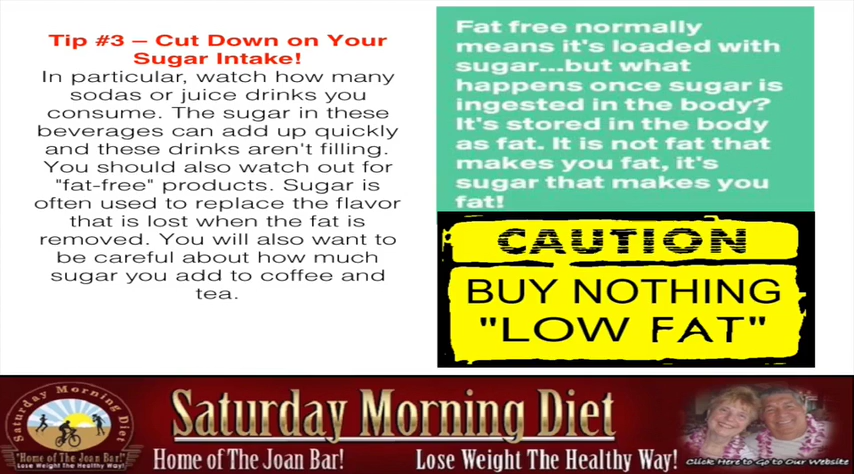 Tip #3 – Cut Down on Your
Sugar Intake!
In particular, watch how many
sodas or juice drinks you
consume. The sugar in these
beverages can add up quickly
and these drinks aren't filling.
You should also watch out for
"fat-free" products. Sugar is
often used to replace the flavor
that is lost when the fat is
removed. You will also want to
be careful about how much
sugar you add to coffee and
tea.
Fat free normally
means it's loaded with
sugar...but what
happens once sugar is
ingested in the body?
It's stored in the body
as fat. It is not fat that
makes you fat, it's
sugar that makes you
fat!
CAUTION
BUY NOTHING
"LOW FAT"
Saturday Morning Diet
"Home of The Joan Bar!"
Lose Weight The Healthy Way!
Saturday Morning Diet
Home of The Joan Bar!
Lose Weight The Healthy Way!
Click Here to Go to Our Website